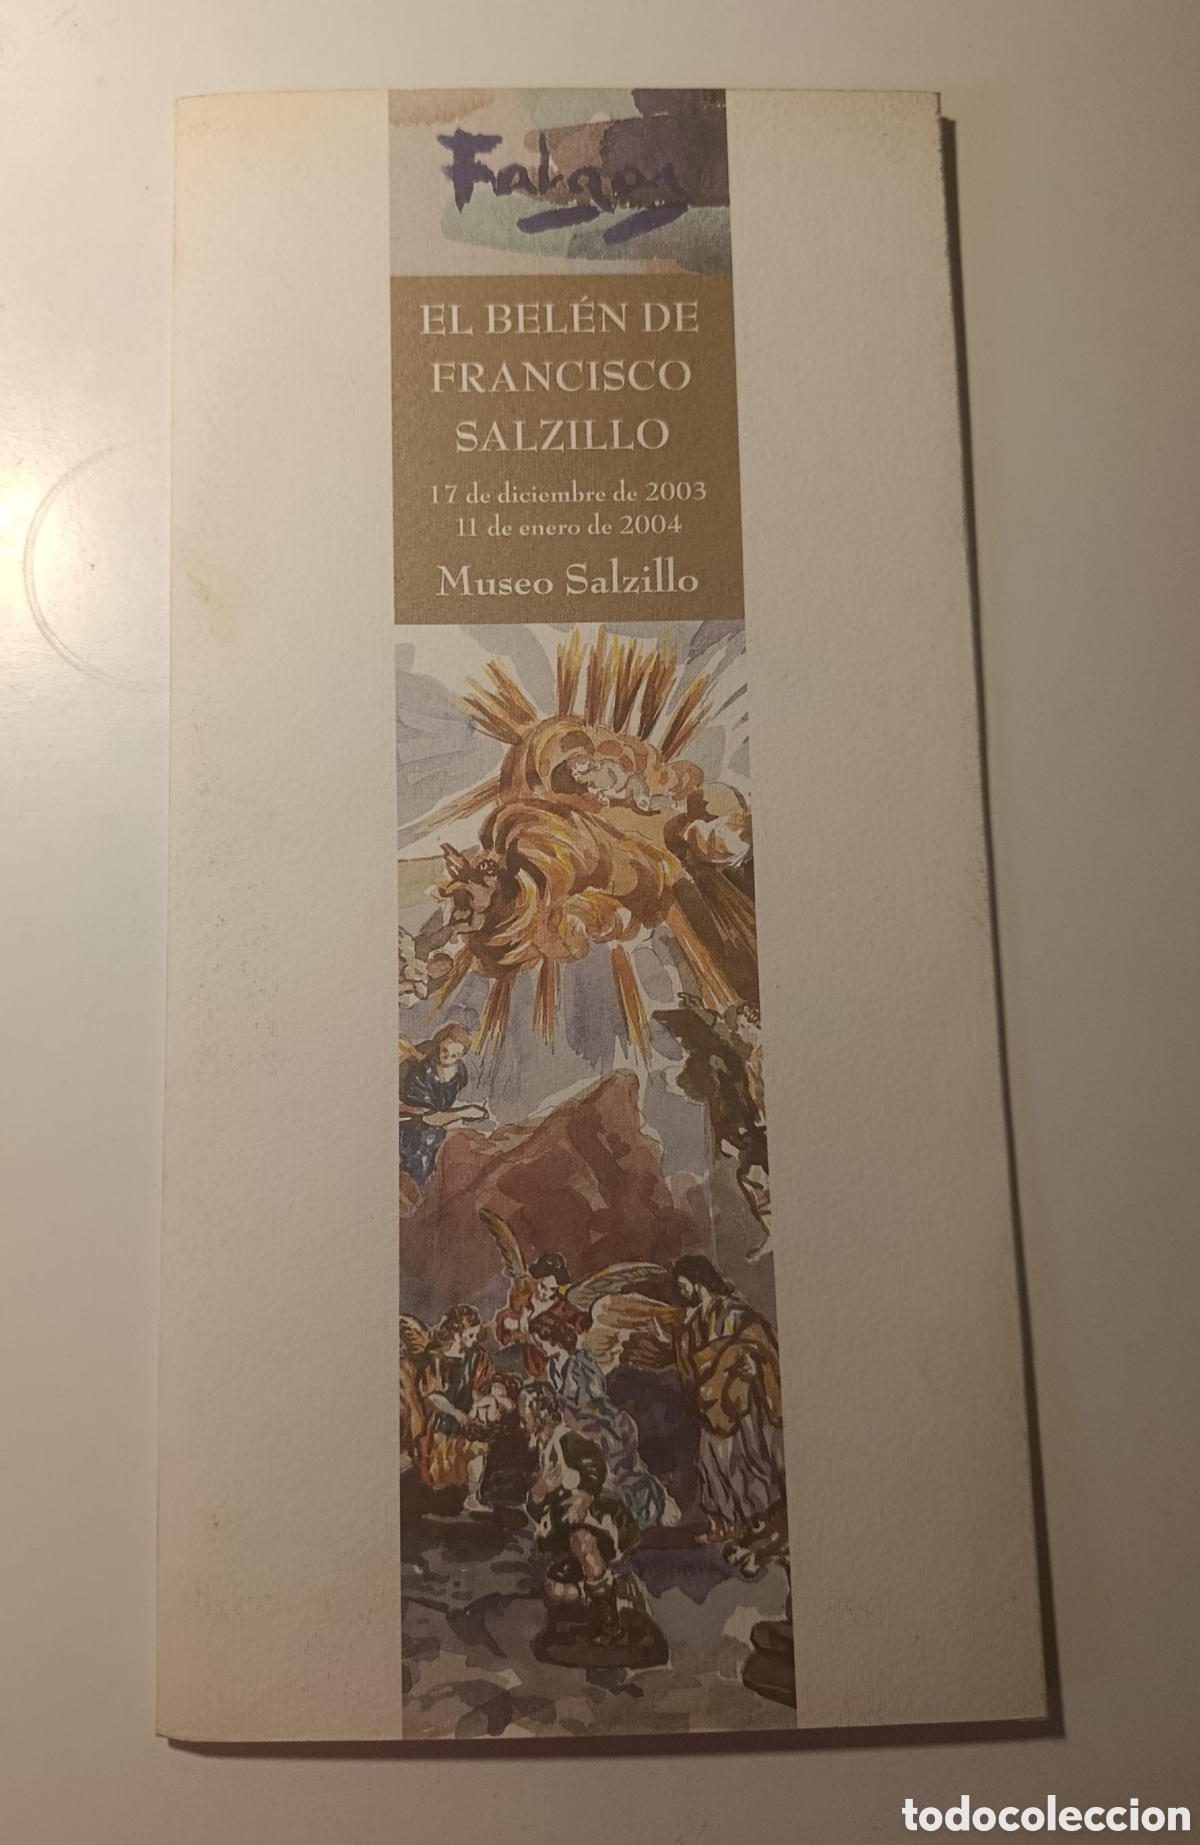 Falgas
EL BELÉN DE
FRANCISCO
SALZILLO
17 de diciembre de 2003
11 de enero de 2004
Museo Salzillo
todocoleccion